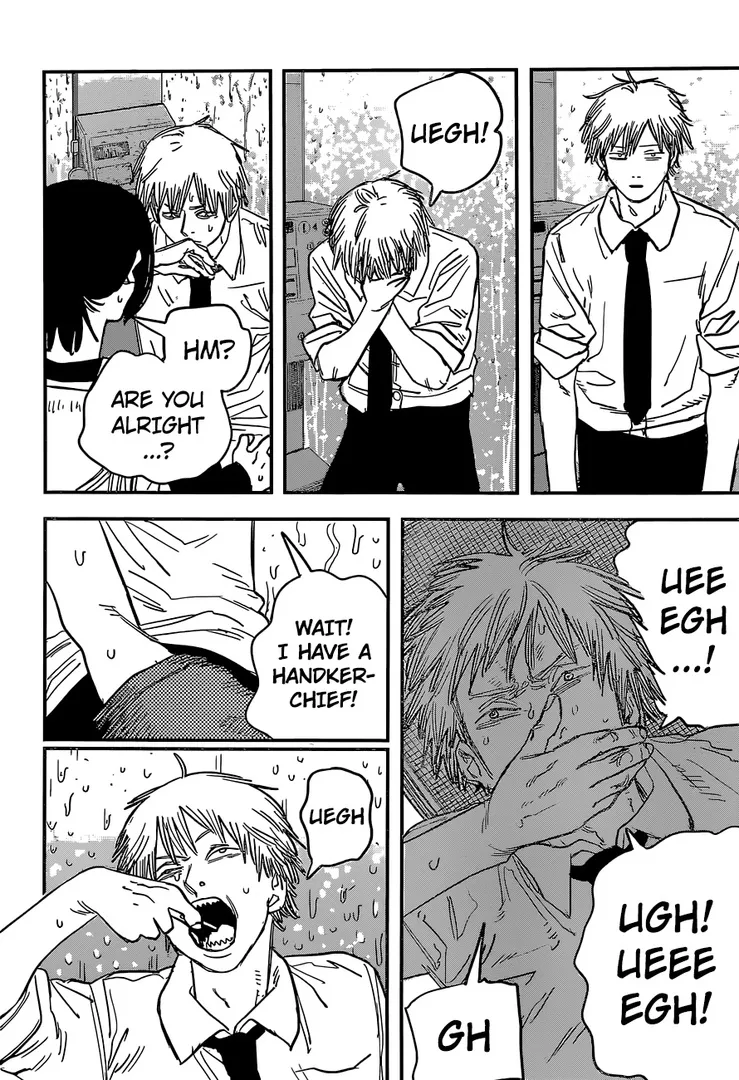 UEGH!
HM?
ARE YOU
ALRIGHT
...?
UEE
EGH
...!
UGH!
UEEE
EGH!
GH
WAIT!
I HAVE A
HANDKER-
CHIEF!
UEGH